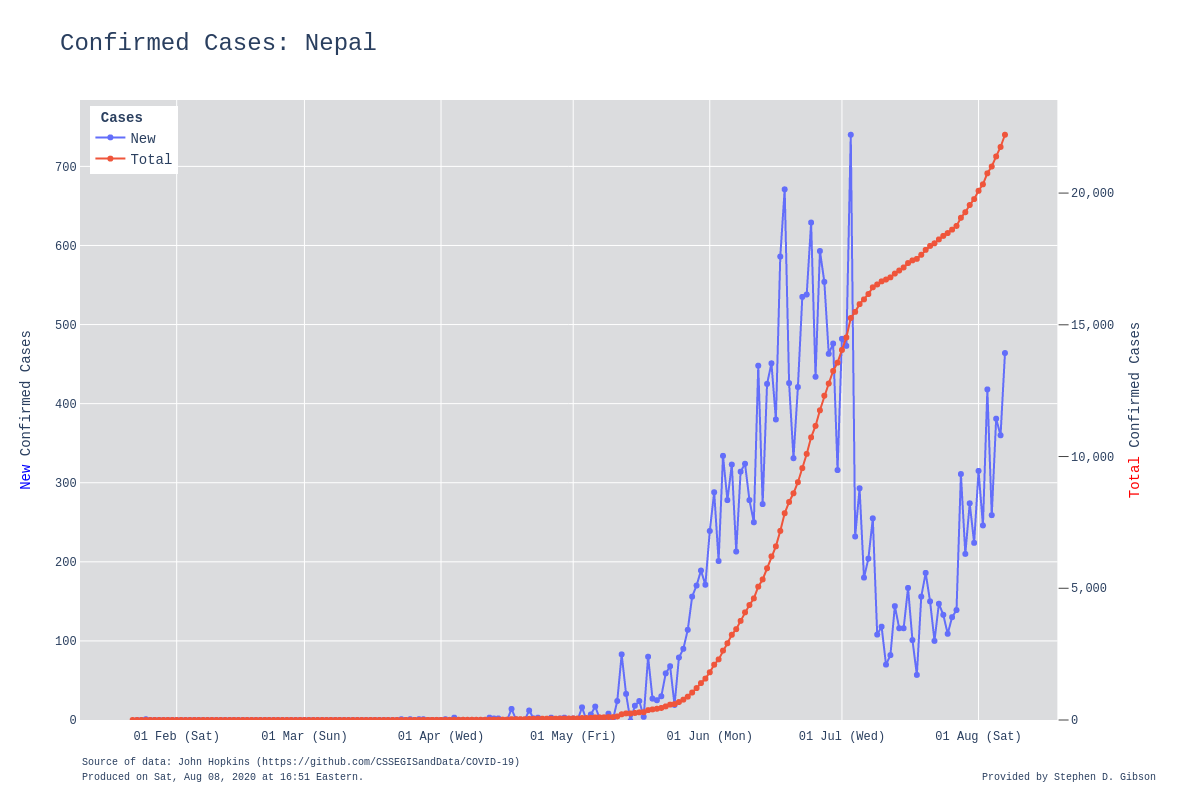 Confirmed Cases: Nepal
Cases
New
Total
700
600
500
400
300
200
100
0
New Confirmed Cases
20,000
15,000
10,000
5,000
0
Total Confirmed Cases
01 Feb (Sat) 01 Mar (Sun) 01 Apr (Wed) 01 May (Fri) 01 Jun (Mon) 01 Jul (Wed) 01 Aug (Sat)
Source of data: John Hopkins (https://github.com/CSSEGISandData/COVID-19)
Produced on Sat, Aug 08, 2020 at 16:51 Eastern.
Provided by Stephen D. Gibson